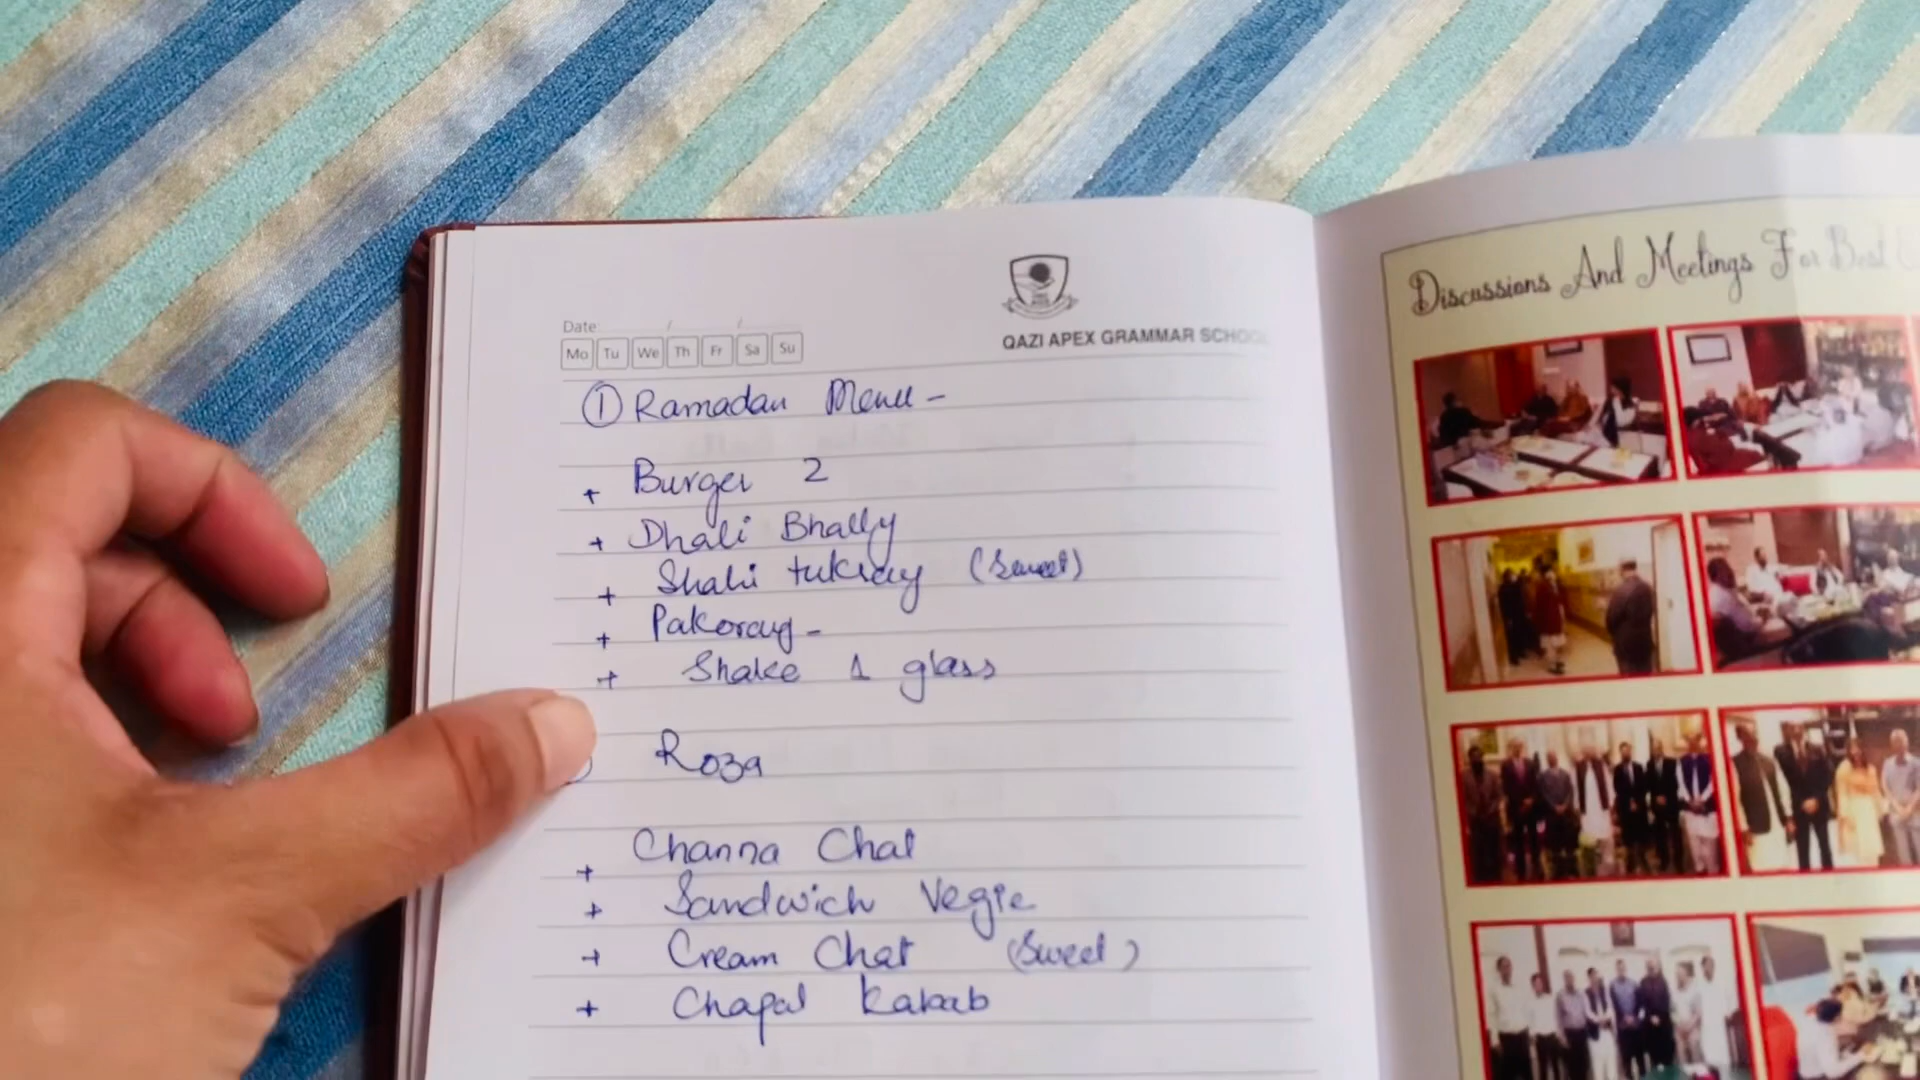 Date / /
Mo Tu We Th Fr Sa Su
QAZI APEX GRAMMAR SCHOOL
① Ramadan Menu -
+ Burger 2
+ Dhali Bhally
+ Shahi tukray (Sweet)
+ Pakoray -
+ Shake 1 glass
Roza
+ Channa Chat
+ Sandwich Vegie
+ Cream Chat (Sweet)
+ Chapal Kabab
Discussions And Meetings For Best